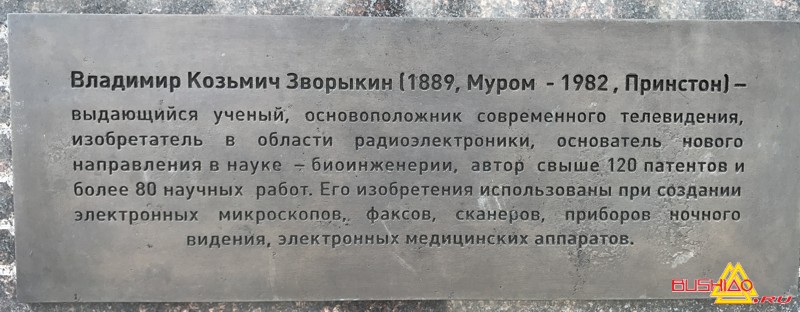 Владимир Козьмич Зворыкин (1889, Муром - 1982, Принстон) –
выдающийся ученый, основоположник современного телевидения,
изобретатель в области радиоэлектроники, основатель нового
направления в науке – биоинженерии, автор свыше 120 патентов и
более 80 научных работ. Его изобретения использованы при создании
электронных микроскопов, факсов, сканеров, приборов ночного
видения, электронных медицинских аппаратов.
BUSHIDO
.RU